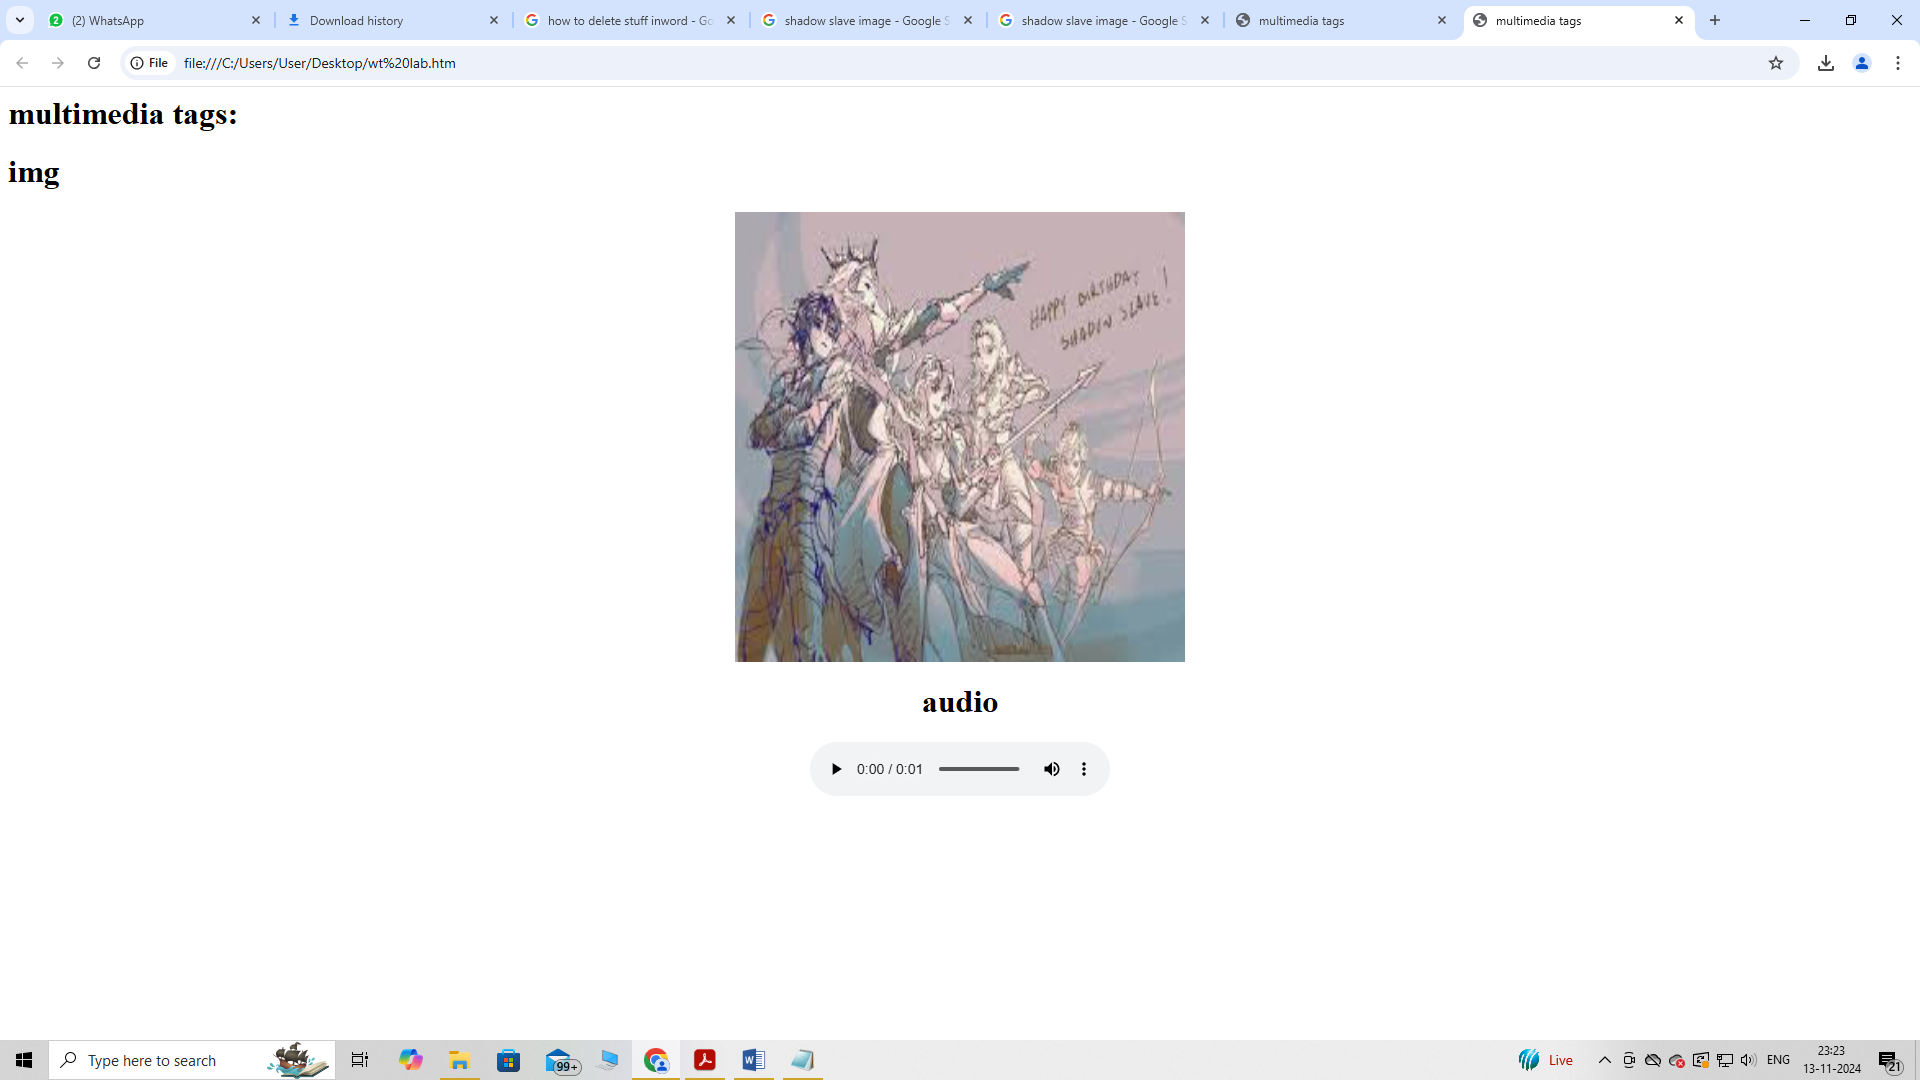 (2) WhatsApp
Download history
how to delete stuff inword - Go
shadow slave image - Google S
shadow slave image - Google S
multimedia tags
multimedia tags
File
file:///C:/Users/User/Desktop/wt%20lab.htm
multimedia tags:
img
HAPPY BIRTHDAY
SHADOW SLAVE!
audio
0:00 / 0:01
Type here to search
99+
Live
ENG
23:23
13-11-2024
21